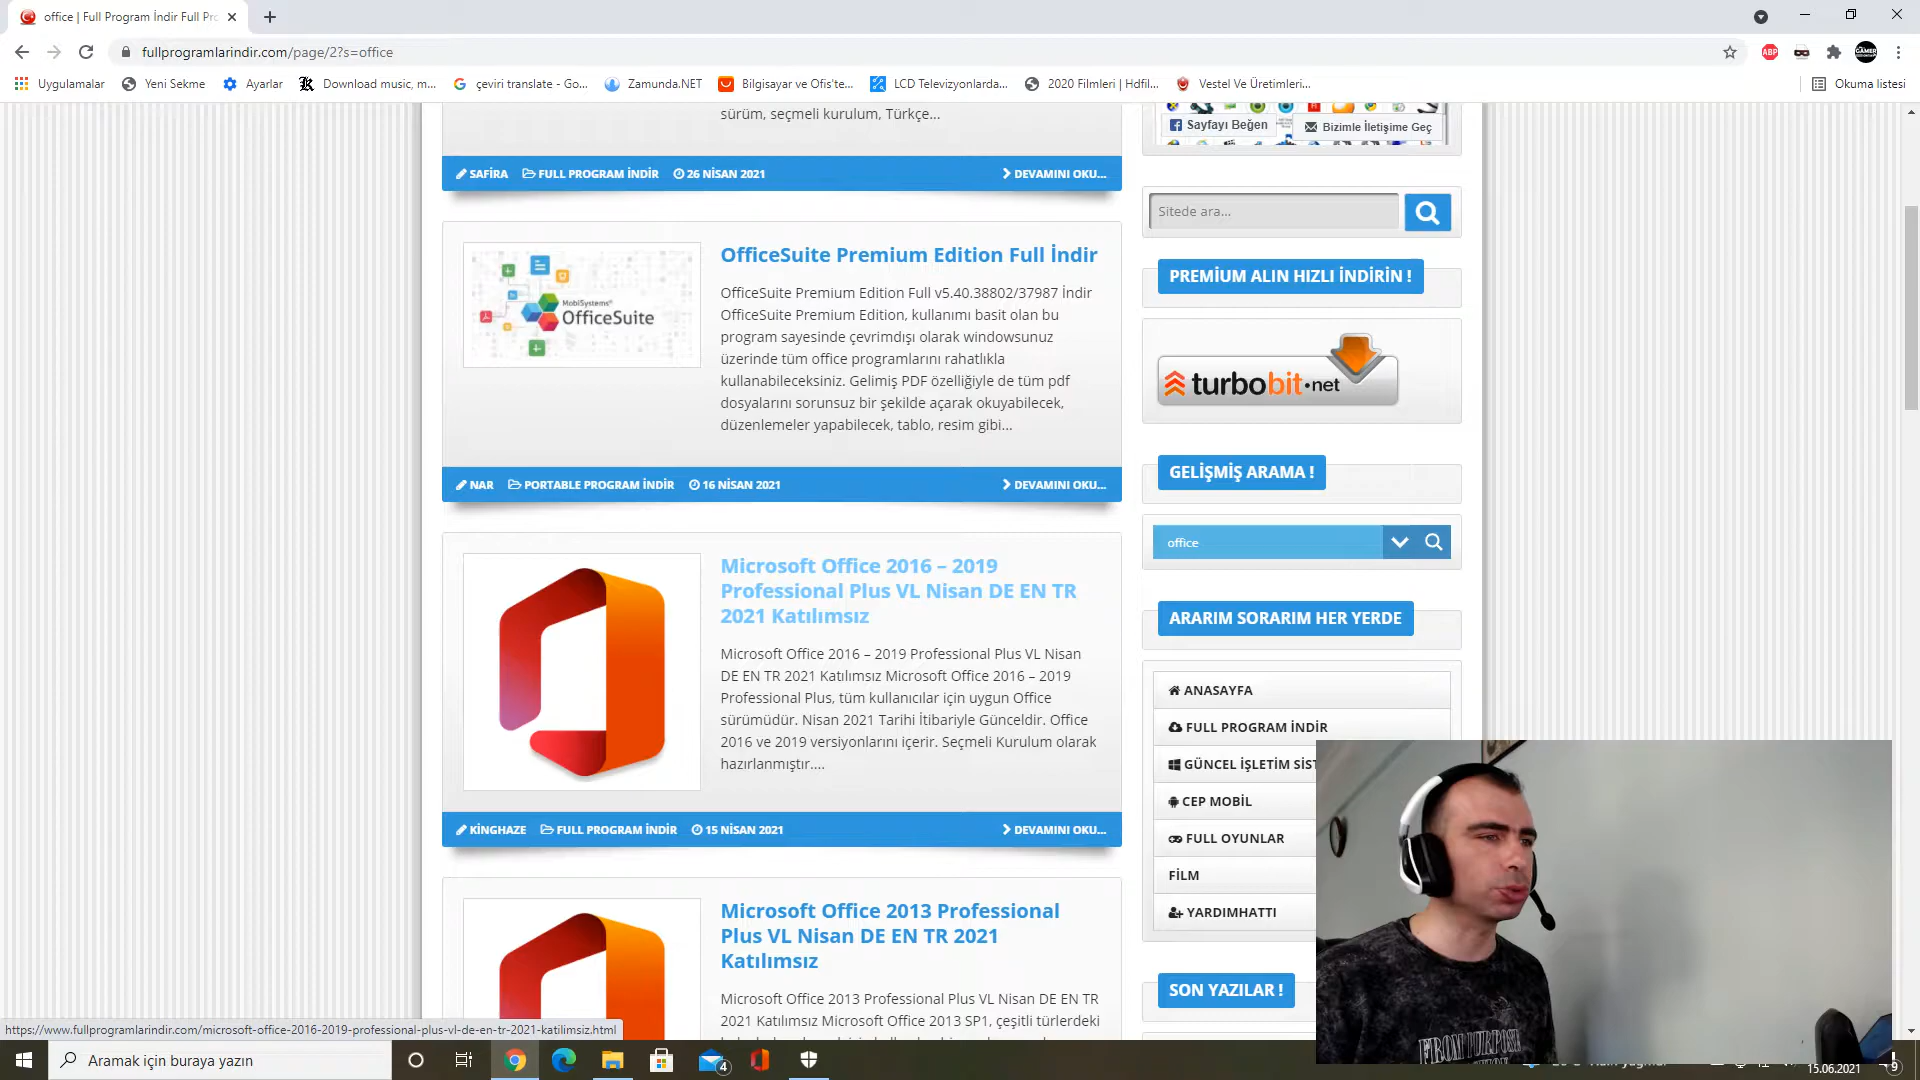 office | Full Program İndir Full Pro
fullprogramlarindir.com/page/2?s=office
ABP
Uygulamalar
Yeni Sekme
Ayarlar
Download music, m...
çeviri translate - Go...
Zamunda.NET
Bilgisayar ve Ofis'te...
LCD Televizyonlarda...
2020 Filmleri | Hdfil...
Vestel Ve Üretimleri...
Okuma listesi
sürüm, seçmeli kurulum, Türkçe...
SAFİRA
FULL PROGRAM İNDİR
26 NİSAN 2021
DEVAMINI OKU...
OfficeSuite Premium Edition Full İndir
MobiSystems
OfficeSuite
OfficeSuite Premium Edition Full v5.40.38802/37987 İndir
OfficeSuite Premium Edition, kullanımı basit olan bu
program sayesinde çevrimdışı olarak windowsunuz
üzerinde tüm office programlarını rahatlıkla
kullanabileceksiniz. Gelimiş PDF özelliğiyle de tüm pdf
dosyalarını sorunsuz bir şekilde açarak okuyabilecek,
düzenlemeler yapabilecek, tablo, resim gibi...
NAR
PORTABLE PROGRAM İNDİR
16 NİSAN 2021
DEVAMINI OKU...
Microsoft Office 2016 – 2019
Professional Plus VL Nisan DE EN TR
2021 Katılımsız
Microsoft Office 2016 – 2019 Professional Plus VL Nisan
DE EN TR 2021 Katılımsız Microsoft Office 2016 – 2019
Professional Plus, tüm kullanıcılar için uygun Office
sürümüdür. Nisan 2021 Tarihi İtibariyle Günceldir. Office
2016 ve 2019 versiyonlarını içerir. Seçmeli Kurulum olarak
hazırlanmıştır....
KİNGHAZE
FULL PROGRAM İNDİR
15 NİSAN 2021
DEVAMINI OKU...
Microsoft Office 2013 Professional
Plus VL Nisan DE EN TR 2021
Katılımsız
Microsoft Office 2013 Professional Plus VL Nisan DE EN TR
2021 Katılımsız Microsoft Office 2013 SP1, çeşitli türlerdeki
Sayfayı Beğen
Bizimle İletişime Geç
Sitede ara...
PREMİUM ALIN HIZLI İNDİRİN !
turbobit.net
GELİŞMİŞ ARAMA !
office
ARARIM SORARIM HER YERDE
ANASAYFA
FULL PROGRAM İNDİR
GÜNCEL İŞLETİM SİST
CEP MOBİL
FULL OYUNLAR
FİLM
YARDIMHATTI
SON YAZILAR !
FROM PURPOSE
https://www.fullprogramlarindir.com/microsoft-office-2016-2019-professional-plus-vl-de-en-tr-2021-katilimsiz.html
Aramak için buraya yazın
4
15.06.2021
9